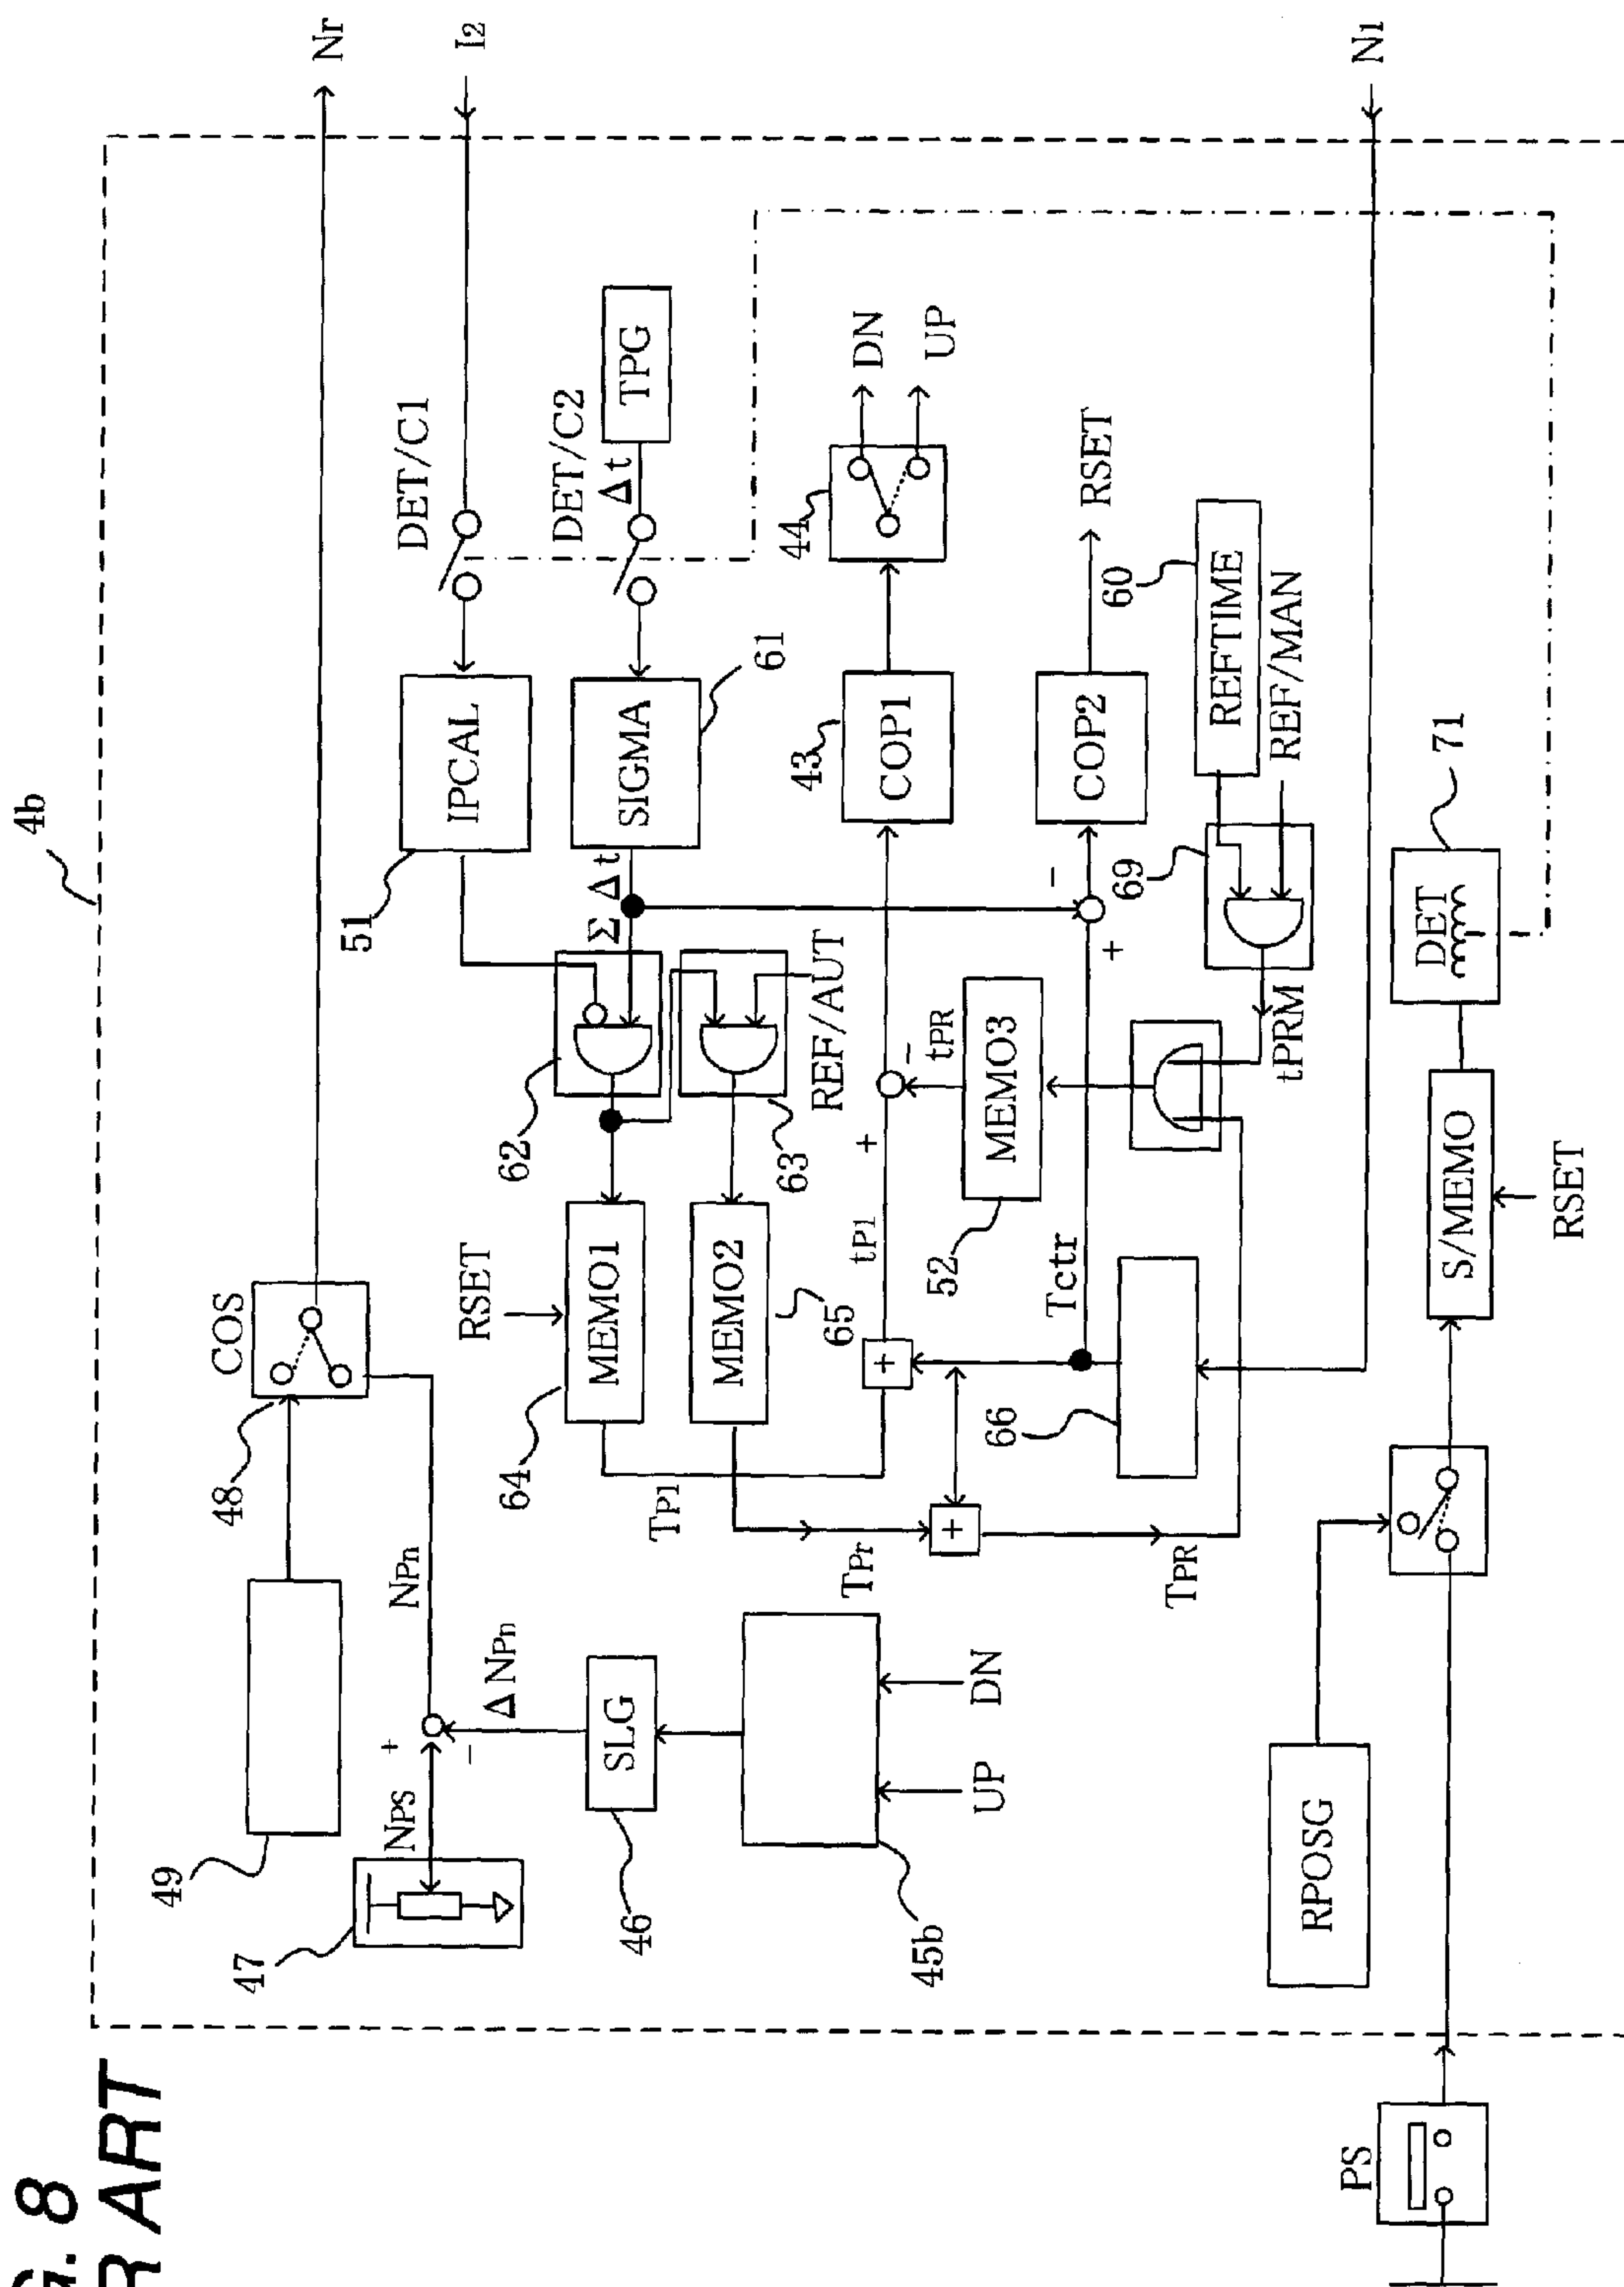 G. 8
R ART
4b
Nr
I2
N1
COS
48
49
47
NPS
+
-
NPn
ΔNPn
SLG
46
45b
UP
DN
51
IPCAL
DET/C1
SIGMA
61
DET/C2
Δt
TPG
ΣΔt
62
63
REF/AUT
RSET
MEMO1
64
MEMO2
65
TP1
TPr
TPR
+
+
tP1
+
-
tPR
MEMO3
52
Tctr
66
43
COP1
44
DN
UP
COP2
RSET
+
-
60
REFTIME
REF/MAN
69
tPRM
DET
71
S/MEMO
RSET
RPOSG
PS